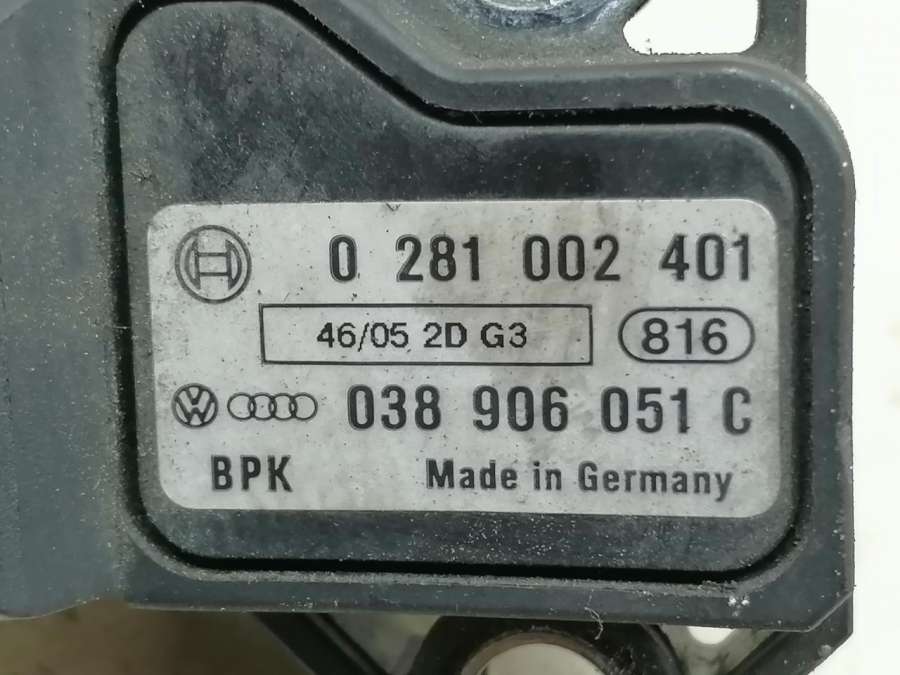 0 281 002 401
46/05 2D G3 816
038 906 051 C
BPK Made in Germany